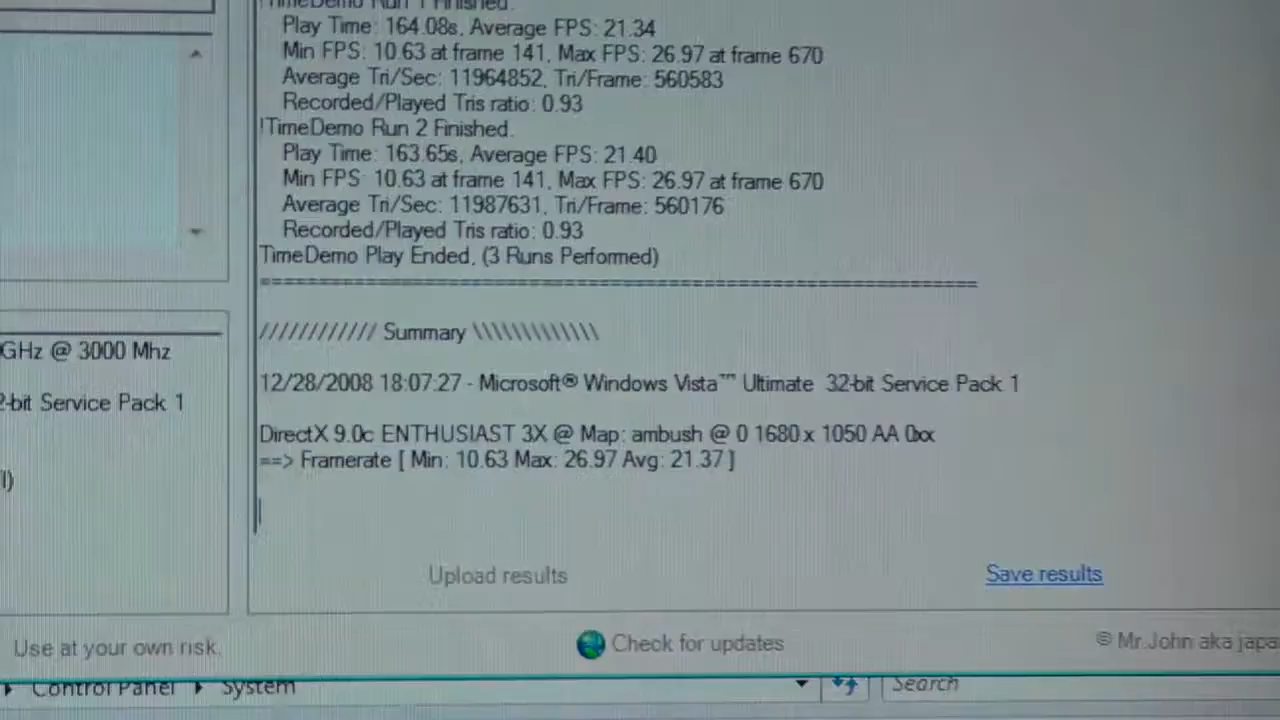 !TimeDemo Run 1 Finished.
Play Time: 164.08s, Average FPS: 21.34
Min FPS: 10.63 at frame 141, Max FPS: 26.97 at frame 670
Average Tri/Sec: 11964852, Tri/Frame: 560583
Recorded/Played Tris ratio: 0.93
!TimeDemo Run 2 Finished.
Play Time: 163.65s, Average FPS: 21.40
Min FPS: 10.63 at frame 141, Max FPS: 26.97 at frame 670
Average Tri/Sec: 11987631, Tri/Frame: 560176
Recorded/Played Tris ratio: 0.93
TimeDemo Play Ended, (3 Runs Performed)
//////////// Summary \\\\\\\\\\\\\
12/28/2008 18:07:27 - Microsoft® Windows Vista™ Ultimate 32-bit Service Pack 1
DirectX 9.0c ENTHUSIAST 3X @ Map: ambush @ 0 1680 x 1050 AA 0xx
==> Framerate [ Min: 10.63 Max: 26.97 Avg: 21.37 ]
GHz @ 3000 Mhz
2-bit Service Pack 1
Upload results
Save results
Use at your own risk.
Check for updates
© Mr.John aka japa
Control Panel
System
Search